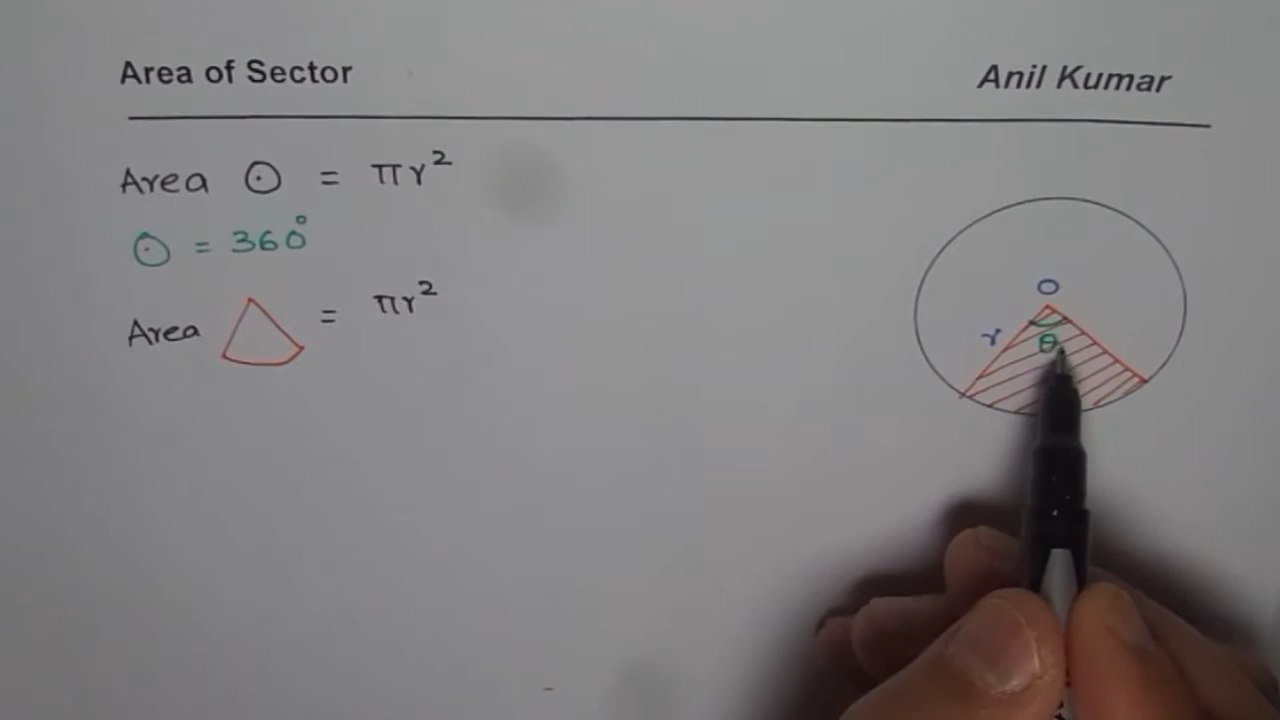 Area of Sector
Anil Kumar
Area ⊙ = πr²
⊙ = 360°
Area = πr²
O
r
θ